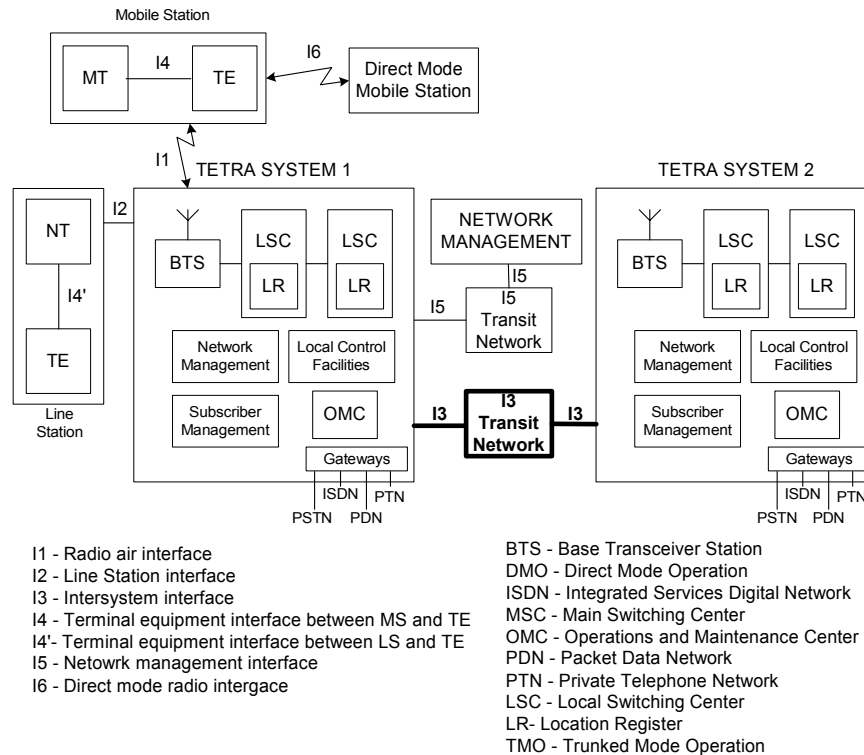 Mobile Station
MT
I4
TE
I6
Direct Mode
Mobile Station
I1
TETRA SYSTEM 1
TETRA SYSTEM 2
I2
NT
I4'
TE
Line
Station
BTS
LSC
LR
LSC
LR
Network
Management
Local Control
Facilities
Subscriber
Management
OMC
Gateways
PSTN
ISDN
PDN
PTN
NETWORK
MANAGEMENT
I5
I5
I5
Transit
Network
I3
I3
Transit
Network
I3
BTS
LSC
LR
LSC
LR
Network
Management
Local Control
Facilities
Subscriber
Management
OMC
Gateways
PSTN
ISDN
PDN
PTN
I1 - Radio air interface
I2 - Line Station interface
I3 - Intersystem interface
I4 - Terminal equipment interface between MS and TE
I4'- Terminal equipment interface between LS and TE
I5 - Netowrk management interface
I6 - Direct mode radio intergace
BTS - Base Transceiver Station
DMO - Direct Mode Operation
ISDN - Integrated Services Digital Network
MSC - Main Switching Center
OMC - Operations and Maintenance Center
PDN - Packet Data Network
PTN - Private Telephone Network
LSC - Local Switching Center
LR- Location Register
TMO - Trunked Mode Operation